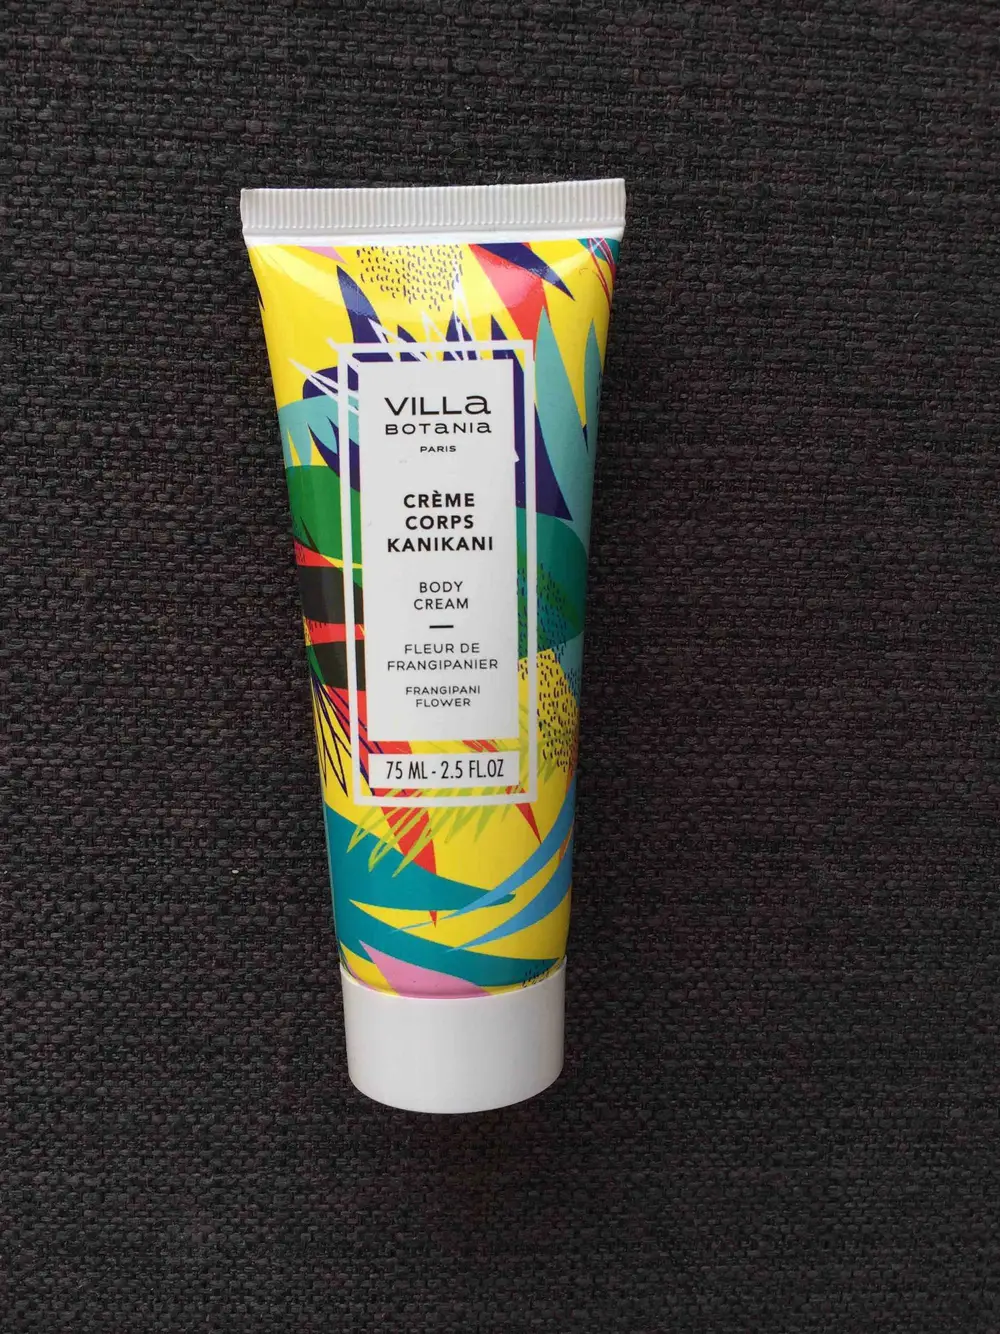 VILLa
BOTANIA
PARIS
CRÈME
CORPS
KANIKANI
BODY
CREAM
FLEUR DE
FRANGIPANIER
FRANGIPANI
FLOWER
75 ML - 2.5 FL.OZ